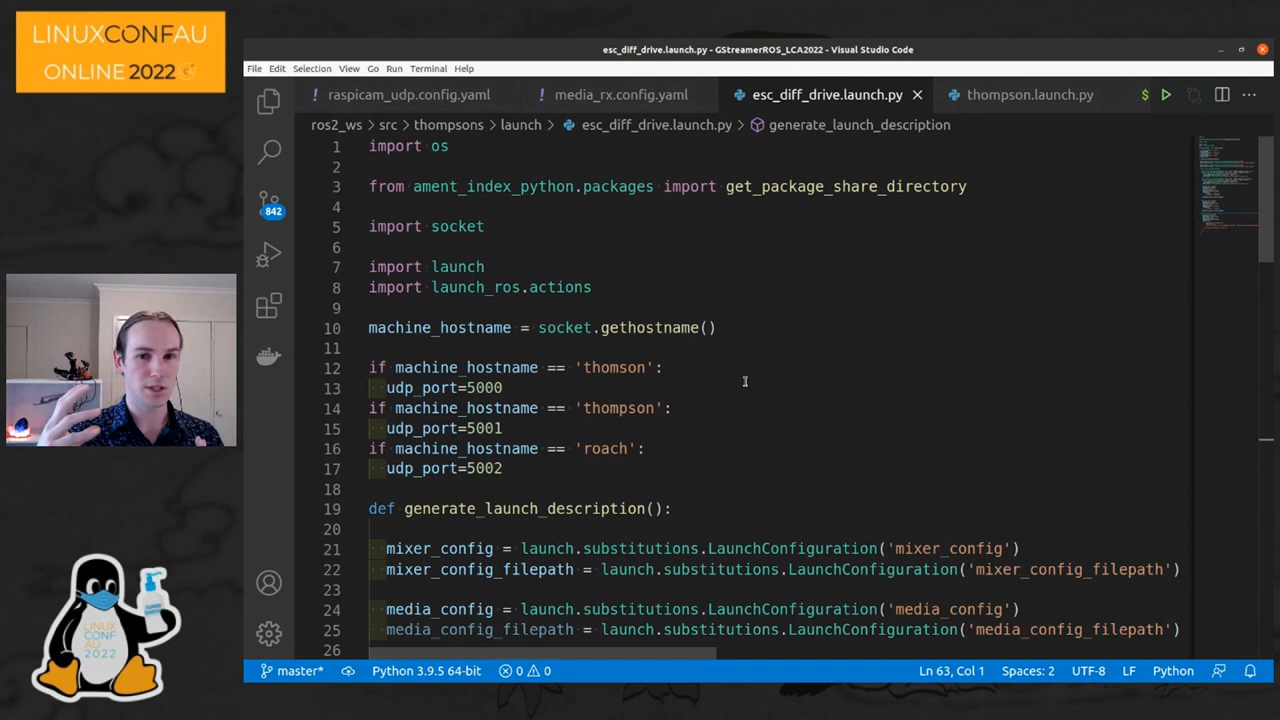 LINUXCONFAU
ONLINE 2022
esc_diff_drive.launch.py - GStreamerROS_LCA2022 - Visual Studio Code
File Edit Selection View Go Run Terminal Help
! raspicam_udp.config.yaml ! media_rx.config.yaml esc_diff_drive.launch.py × thompson.launch.py $ ...
ros2_ws > src > thompsons > launch > esc_diff_drive.launch.py > generate_launch_description
1 import os
2
3 from ament_index_python.packages import get_package_share_directory
4
5 import socket
6
7 import launch
8 import launch_ros.actions
9
10 machine_hostname = socket.gethostname()
11
12 if machine_hostname == 'thomson':
13 udp_port=5000
14 if machine_hostname == 'thompson':
15 udp_port=5001
16 if machine_hostname == 'roach':
17 udp_port=5002
18
19 def generate_launch_description():
20
21 mixer_config = launch.substitutions.LaunchConfiguration('mixer_config')
22 mixer_config_filepath = launch.substitutions.LaunchConfiguration('mixer_config_filepath')
23
24 media_config = launch.substitutions.LaunchConfiguration('media_config')
25 media_config_filepath = launch.substitutions.LaunchConfiguration('media_config_filepath')
26
842
master* Python 3.9.5 64-bit 0 0 Ln 63, Col 1 Spaces: 2 UTF-8 LF Python
LINUX
CONF
AU
2022